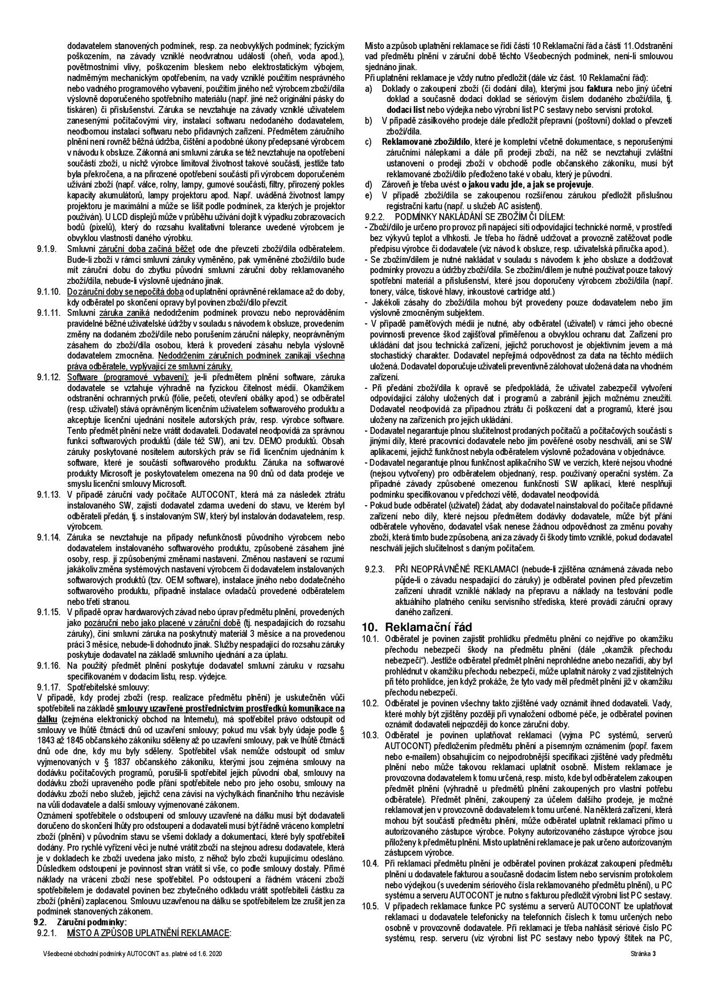 dodavatelem stanovených podmínek, resp. za neobvyklých podmínek; fyzickým
poškozením, na závady vzniklé neodvratnou událostí (oheň, voda apod.),
povětrnostními vlivy, poškozením bleskem nebo elektrostatickým výbojem,
nadměrným mechanickým opotřebením, na vady vzniklé použitím nesprávného
nebo vadného programového vybavení, použitím jiného než výrobcem zboží/díla
výslovně doporučeného spotřebního materiálu (např. jiné než originální pásky do
tiskáren) či příslušenství. Záruka se nevztahuje na závady vzniklé uživatelem
zanesenými počítačovými viry, instalací softwaru nedodaného dodavatelem,
neodbornou instalací softwaru nebo přídavných zařízení. Předmětem záručního
plnění není rovněž běžná údržba, čištění a podobné úkony předepsané výrobcem
v návodu k obsluze. Zákonná ani smluvní záruka se též nevztahuje na opotřebení
součástí zboží, u nichž výrobce limitoval životnost takové součásti, jestliže tato
byla překročena, a na přirozené opotřebení součástí při výrobcem doporučeném
užívání zboží (např. válce, rolny, lampy, gumové součásti, filtry, přirozený pokles
kapacity akumulátorů, lampy projektoru apod. Např. uváděná životnost lampy
projektoru je maximální a může se lišit podle podmínek, za kterých je projektor
používán). U LCD displejů může v průběhu užívání dojít k výpadku zobrazovacích
bodů (pixelů), který do rozsahu kvalitativní tolerance uvedené výrobcem je
obvyklou vlastností daného výrobku.
9.1.9. Smluvní záruční doba začíná běžet ode dne převzetí zboží/díla odběratelem.
Bude-li zboží v rámci smluvní záruky vyměněno, pak vyměněné zboží/dílo bude
mít záruční dobu do zbytku původní smluvní záruční doby reklamovaného
zboží/díla, nebude-li výslovně ujednáno jinak.
9.1.10. Do záruční doby se nepočítá doba od uplatnění oprávněné reklamace až do doby,
kdy odběratel po skončení opravy byl povinen zboží/dílo převzít.
9.1.11. Smluvní záruka zaniká nedodržením podmínek provozu nebo neprováděním
pravidelné běžné uživatelské údržby v souladu s návodem k obsluze, provedením
změny na dodaném zboží/díle nebo porušením záruční nálepky, neoprávněným
zásahem do zboží/díla osobou, která k provedení zásahu nebyla výslovně
dodavatelem zmocněna. Nedodržením záručních podmínek zanikají všechna
práva odběratele, vyplývající ze smluvní záruky.
9.1.12. Software (programové vybavení): je-li předmětem plnění software, záruka
dodavatele se vztahuje výhradně na fyzickou čitelnost médií. Okamžikem
odstranění ochranných prvků (fólie, pečeti, otevření obálky apod.) se odběratel
(resp. uživatel) stává oprávněným licenčním uživatelem softwarového produktu a
akceptuje licenční ujednání nositele autorských práv, resp. výrobce software.
Tento předmět plnění nelze vrátit dodavateli. Dodavatel neodpovídá za správnou
funkci softwarových produktů (dále též SW), ani tzv. DEMO produktů. Obsah
záruky poskytované nositelem autorských práv se řídí licenčním ujednáním k
software, které je součástí softwarového produktu. Záruka na softwarové
produkty Microsoft je poskytovatelem omezena na 90 dnů od data prodeje ve
smyslu licenční smlouvy Microsoft.
9.1.13. V případě záruční vady počítače AUTOCONT, která má za následek ztrátu
instalovaného SW, zajistí dodavatel zdarma uvedení do stavu, ve kterém byl
odběrateli předán, tj. s instalovaným SW, který byl instalován dodavatelem, resp.
výrobcem.
9.1.14. Záruka se nevztahuje na případy nefunkčnosti původního výrobcem nebo
dodavatelem instalovaného softwarového produktu, způsobené zásahem jiné
osoby, resp. jí způsobenými změnami nastavení. Změnou nastavení se rozumí
jakákoliv změna systémových nastavení výrobcem či dodavatelem instalovaných
softwarových produktů (tzv. OEM software), instalace jiného nebo dodatečného
softwarového produktu, případně instalace ovladačů provedené odběratelem
nebo třetí stranou.
9.1.15. V případě oprav hardwarových závad nebo úprav předmětu plnění, provedených
jako pozáruční nebo jako placené v záruční době (tj. nespadajících do rozsahu
záruky), činí smluvní záruka na poskytnutý materiál 3 měsíce a na provedenou
práci 3 měsíce, nebude-li dohodnuto jinak. Služby nespadající do rozsahu záruky
poskytuje dodavatel na základě smluvního ujednání a za úplatu.
9.1.16. Na použitý předmět plnění poskytuje dodavatel smluvní záruku v rozsahu
specifikovaném v dodacím listu, resp. výdejce.
9.1.17. Spotřebitelské smlouvy:
V případě, kdy prodej zboží (resp. realizace předmětu plnění) je uskutečněn vůči
spotřebiteli na základě smlouvy uzavřené prostřednictvím prostředků komunikace na
dálku (zejména elektronický obchod na Internetu), má spotřebitel právo odstoupit od
smlouvy ve lhůtě čtrnácti dnů od uzavření smlouvy; pokud mu však byly údaje podle §
1843 až 1845 občanského zákoníku sděleny až po uzavření smlouvy, pak ve lhůtě čtrnácti
dnů ode dne, kdy mu byly sděleny. Spotřebitel však nemůže odstoupit od smluv
vyjmenovaných v § 1837 občanského zákoníku, kterými jsou zejména smlouvy na
dodávku počítačových programů, porušil-li spotřebitel jejich původní obal, smlouvy na
dodávku zboží upraveného podle přání spotřebitele nebo pro jeho osobu, smlouvy na
dodávku zboží nebo služeb, jejichž cena závisí na výchylkách finančního trhu nezávisle
na vůli dodavatele a další smlouvy vyjmenované zákonem.
Oznámení spotřebitele o odstoupení od smlouvy uzavřené na dálku musí být dodavateli
doručeno do skončení lhůty pro odstoupení a dodavateli musí být řádně vráceno kompletní
zboží (plnění) v původním stavu se všemi doklady a dokumentací, které byly spotřebiteli
dodány. Pro rychlé vyřízení věci je nutné vrátit zboží na stejnou adresu dodavatele, která
je v dokladech ke zboží uvedena jako místo, z něhož bylo zboží kupujícímu odesláno.
Důsledkem odstoupení je povinnost stran vrátit si vše, co podle smlouvy dostaly. Přímé
náklady na vrácení zboží nese spotřebitel. Po odstoupení a řádném vrácení zboží
spotřebitelem je dodavatel povinen bez zbytečného odkladu vrátit spotřebiteli částku za
zboží (plnění) zaplacenou. Smlouvu uzavřenou na dálku se spotřebitelem lze zrušit jen za
podmínek stanovených zákonem.
9.2. Záruční podmínky:
9.2.1. MÍSTO A ZPŮSOB UPLATNĚNÍ REKLAMACE:
Místo a způsob uplatnění reklamace se řídí částí 10 Reklamační řád a částí 11.Odstranění
vad předmětu plnění v záruční době těchto Všeobecných podmínek, není-li smlouvou
sjednáno jinak.
Při uplatnění reklamace je vždy nutno předložit (dále viz část. 10 Reklamační řád):
a) Doklady o zakoupení zboží (či dodání díla), kterými jsou faktura nebo jiný účetní
doklad a současně dodací doklad se sériovým číslem dodaného zboží/díla, tj.
dodací list nebo výdejka nebo výrobní list PC sestavy nebo servisní protokol.
b) V případě zásilkového prodeje dále předložit přepravní (poštovní) doklad o převzetí
zboží/díla.
c) Reklamované zboží/dílo, které je kompletní včetně dokumentace, s neporušenými
záručními nálepkami a dále při prodeji zboží, na něž se nevztahují zvláštní
ustanovení o prodeji zboží v obchodě podle občanského zákoníku, musí být
reklamované zboží/dílo předloženo také v obalu, který je původní.
d) Zároveň je třeba uvést o jakou vadu jde, a jak se projevuje.
e) V případě zboží/díla se zakoupenou rozšířenou zárukou předložit příslušnou
registrační kartu (např. u služeb AC asistent).
9.2.2. PODMÍNKY NAKLÁDÁNÍ SE ZBOŽÍM ČI DÍLEM:
- Zboží/dílo je určeno pro provoz při napájecí síti odpovídající technické normě, v prostředí
bez výkyvů teplot a vlhkosti. Je třeba ho řádně udržovat a provozně zatěžovat podle
předpisu výrobce či dodavatele (viz návod k obsluze, resp. uživatelská příručka apod.).
- Se zbožím/dílem je nutné nakládat v souladu s návodem k jeho obsluze a dodržovat
podmínky provozu a údržby zboží/díla. Se zbožím/dílem je nutné používat pouze takový
spotřební materiál a příslušenství, které jsou doporučeny výrobcem zboží/díla (např.
tonery, válce, tiskové hlavy, inkoustové cartridge atd.)
- Jakékoli zásahy do zboží/díla mohou být provedeny pouze dodavatelem nebo jím
výslovně zmocněným subjektem.
- V případě paměťových médií je nutné, aby odběratel (uživatel) v rámci jeho obecné
povinnosti prevence škod zajišťoval přiměřenou a obvyklou ochranu dat. Zařízení pro
ukládání dat jsou technická zařízení, jejichž poruchovost je objektivním jevem a má
stochastický charakter. Dodavatel nepřejímá odpovědnost za data na těchto médiích
uložená. Dodavatel doporučuje uživateli preventivně zálohovat uložená data na vhodném
zařízení.
- Při předání zboží/díla k opravě se předpokládá, že uživatel zabezpečil vytvoření
odpovídající zálohy uložených dat i programů a zabránil jejich možnému zneužití.
Dodavatel neodpovídá za případnou ztrátu či poškození dat a programů, které jsou
uloženy na zařízeních pro jejich ukládání.
- Dodavatel negarantuje plnou slučitelnost prodaných počítačů a počítačových součástí s
jinými díly, které pracovníci dodavatele nebo jím pověřené osoby neschválí, ani se SW
aplikacemi, jejichž funkčnost nebyla odběratelem výslovně požadována v objednávce.
- Dodavatel negarantuje plnou funkčnost aplikačního SW ve verzích, které nejsou vhodné
(nejsou vytvořeny) pro odběratelem objednaný, resp. používaný operační systém. Za
případné závady způsobené omezenou funkčností SW aplikací, které nesplňují
podmínku specifikovanou v předchozí větě, dodavatel neodpovídá.
- Pokud bude odběratel (uživatel) žádat, aby dodavatel nainstaloval do počítače přídavné
zařízení nebo díly, které nejsou předmětem dodávky dodavatele, může být přání
odběratele vyhověno, dodavatel však nenese žádnou odpovědnost za změnu povahy
zboží, která tímto bude způsobena, ani za závady či škody tímto vzniklé, pokud dodavatel
neschválí jejich slučitelnost s daným počítačem.
9.2.3. PŘI NEOPRÁVNĚNÉ REKLAMACI (nebude-li zjištěna oznámená závada nebo
půjde-li o závadu nespadající do záruky) je odběratel povinen před převzetím
zařízení uhradit vzniklé náklady na přepravu a náklady na testování podle
aktuálního platného ceníku servisního střediska, které provádí záruční opravy
daného zařízení.
10. Reklamační řád
10.1. Odběratel je povinen zajistit prohlídku předmětu plnění co nejdříve po okamžiku
přechodu nebezpečí škody na předmětu plnění (dále „okamžik přechodu
nebezpečí“). Jestliže odběratel předmět plnění neprohlédne anebo nezařídí, aby byl
prohlédnut v okamžiku přechodu nebezpečí, může uplatnit nároky z vad zjistitelných
při této prohlídce, jen když prokáže, že tyto vady měl předmět plnění již v okamžiku
přechodu nebezpečí.
10.2. Odběratel je povinen všechny takto zjištěné vady oznámit ihned dodavateli. Vady,
které mohly být zjištěny později při vynaložení odborné péče, je odběratel povinen
oznámit dodavateli nejpozději do konce záruční doby.
10.3. Odběratel je povinen uplatňovat reklamaci (vyjma PC systémů, serverů
AUTOCONT) předložením předmětu plnění a písemným oznámením (popř. faxem
nebo e-mailem) obsahujícím co nejpodrobnější specifikaci zjištěné vady předmětu
plnění nebo může takovou reklamaci uplatnit osobně. Místem reklamace je
provozovna dodavatelem k tomu určená, resp. místo, kde byl odběratelem zakoupen
předmět plnění (výhradně u předmětů plnění zakoupených pro vlastní potřebu
odběratele). Předmět plnění, zakoupený za účelem dalšího prodeje, je možné
reklamovat jen v provozovně dodavatelem k tomu určené. Na některá zařízení, která
mohou být součástí předmětu plnění, může odběratel uplatnit reklamaci přímo u
autorizovaného zástupce výrobce. Pokyny autorizovaného zástupce výrobce jsou
přiloženy k předmětu plnění. Místo uplatnění reklamace je pak určeno autorizovaným
zástupcem výrobce.
10.4. Při reklamaci předmětu plnění je odběratel povinen prokázat zakoupení předmětu
plnění u dodavatele fakturou a současně dodacím listem nebo servisním protokolem
nebo výdejkou (s uvedením sériového čísla reklamovaného předmětu plnění), u PC
systému a serveru AUTOCONT je nutno s fakturou předložit výrobní list PC sestavy.
10.5. V případech reklamace funkce PC systému a serverů AUTOCONT lze uplatňovat
reklamaci u dodavatele telefonicky na telefonních číslech k tomu určených nebo
osobně v provozovně dodavatele. Při reklamaci je třeba nahlásit sériové číslo PC
systému, resp. serveru (viz výrobní list PC sestavy nebo typový štítek na PC,
Všeobecné obchodní podmínky AUTOCONT a.s. platné od 1.6. 2020
Stránka 3